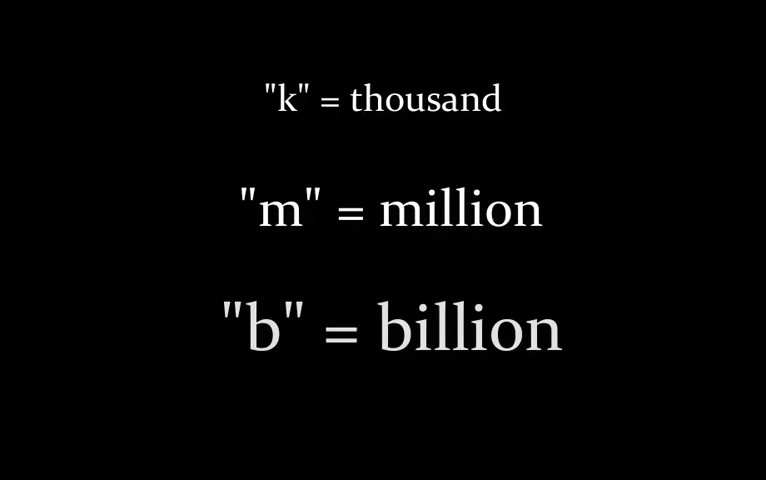 "k" = thousand
"m" = million
"b" = billion